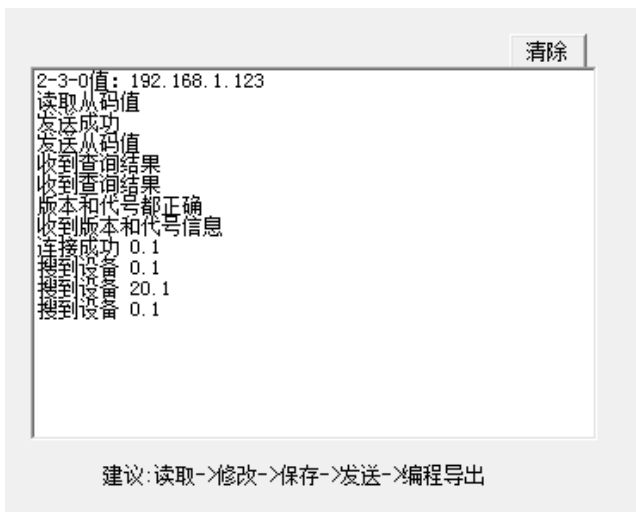 清除
2-3-0值: 192.168.1.123
读取从码值
发送成功
发送从码值
收到查询结果
收到查询结果
版本和代号都正确
收到版本和代号信息
连接成功 0.1
搜到设备 0.1
搜到设备 20.1
搜到设备 0.1
建议:读取->修改->保存->发送->编程导出